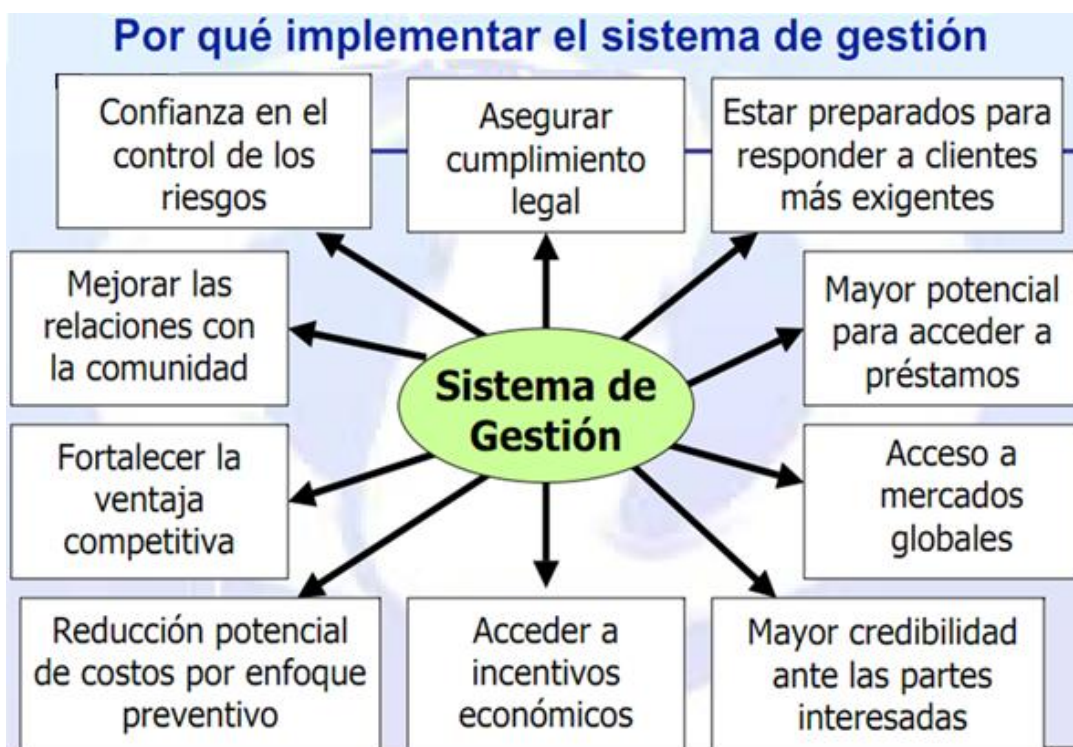 Por qué implementar el sistema de gestión
Confianza en el
control de los
riesgos
Asegurar
cumplimiento
legal
Estar preparados para
responder a clientes
más exigentes
Mejorar las
relaciones con
la comunidad
Mayor potencial
para acceder a
préstamos
Sistema de
Gestión
Fortalecer la
ventaja
competitiva
Acceso a
mercados
globales
Reducción potencial
de costos por enfoque
preventivo
Acceder a
incentivos
económicos
Mayor credibilidad
ante las partes
interesadas